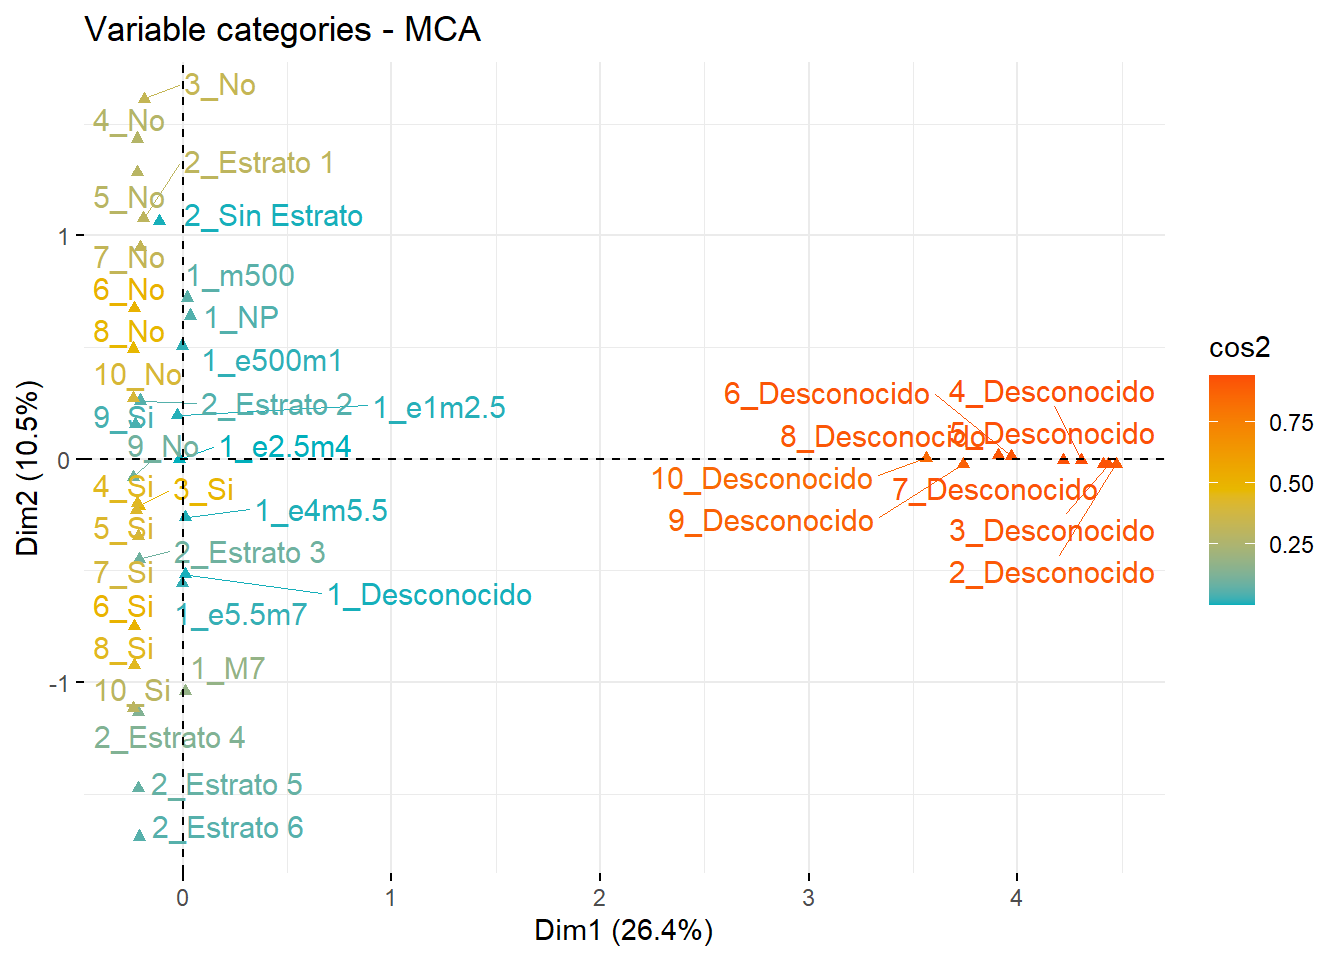 Variable categories - MCA
3_No
4_No
2_Estrato 1
5_No
2_Sin Estrato
7_No
1_m500
6_No
1_NP
8_No
1_e500m1
10_No
2_Estrato 2
1_e1m2.5
9_Si
9_No
1_e2.5m4
4_Si
3_Si
1_e4m5.5
5_Si
2_Estrato 3
7_Si
1_Desconocido
6_Si
1_e5.5m7
8_Si
1_M7
10_Si
2_Estrato 4
2_Estrato 5
2_Estrato 6
6_Desconocido
4_Desconocido
8_Desconocido
5_Desconocido
10_Desconocido
7_Desconocido
9_Desconocido
3_Desconocido
2_Desconocido
1
0
-1
Dim2 (10.5%)
0
1
2
3
4
Dim1 (26.4%)
cos2
0.75
0.50
0.25